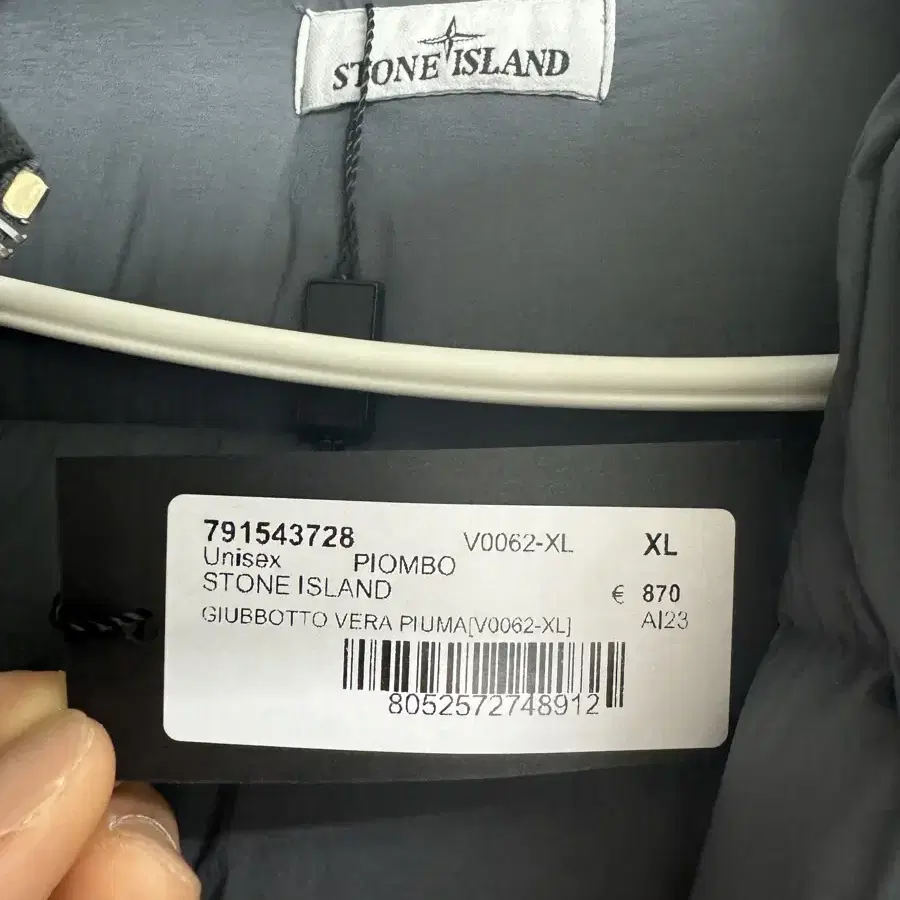 STONE ISLAND
791543728 V0062-XL XL
Unisex PIOMBO
STONE ISLAND € 870
GIUBBOTTO VERA PIUMA[V0062-XL] AI23
8052572748912